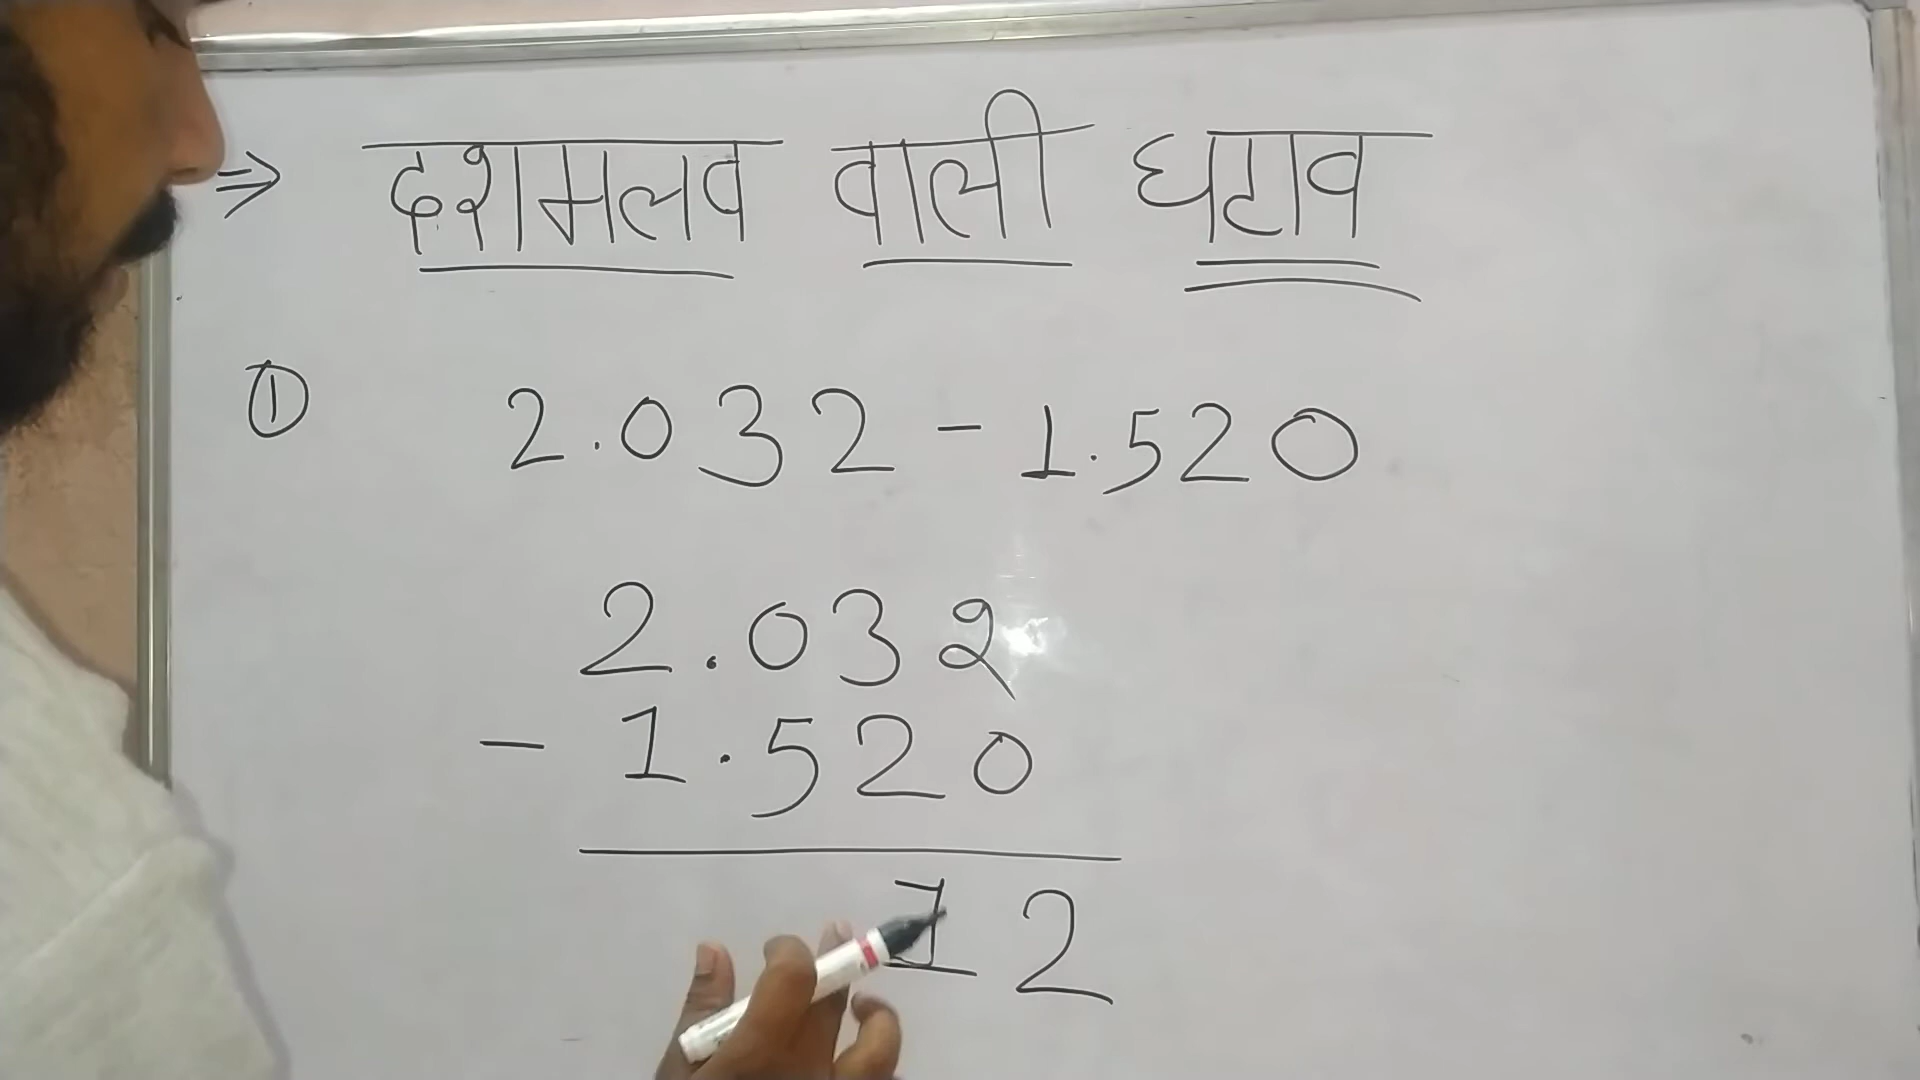 ⇒ दशमलव वाली घटाव
① 2.032 - 1.520
2.032
- 1.520
12